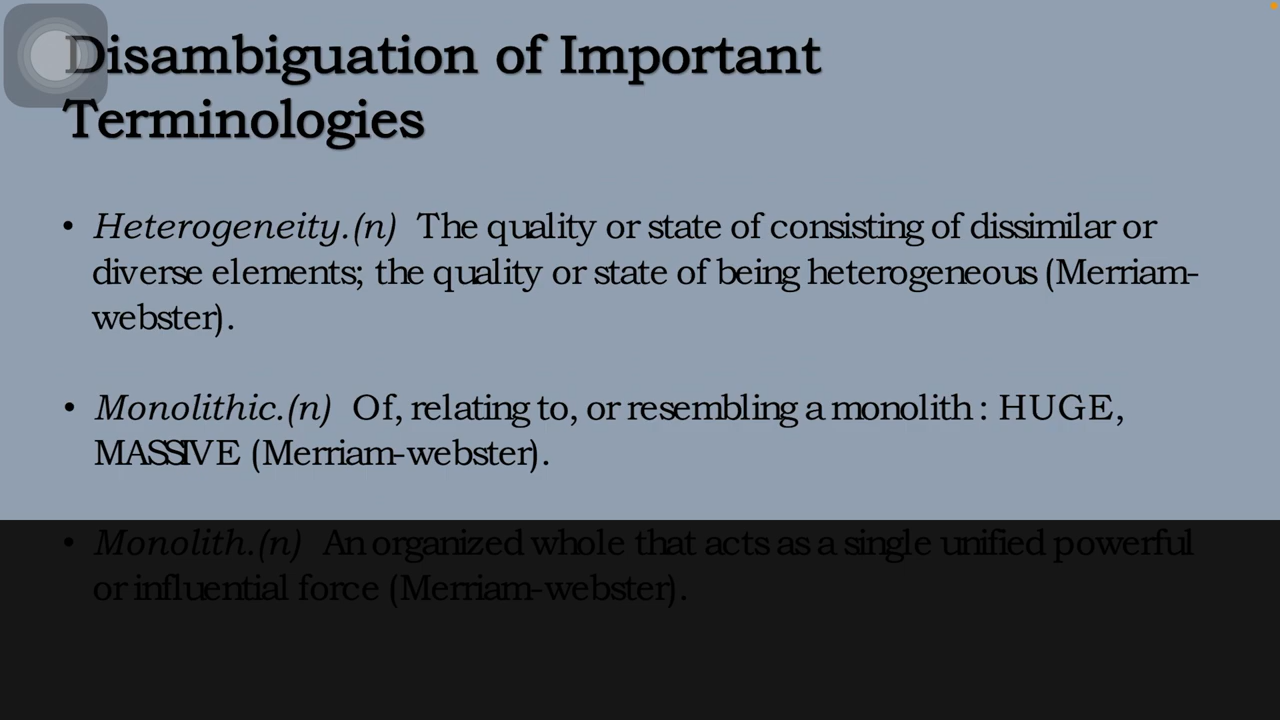 Disambiguation of Important
Terminologies
• Heterogeneity.(n) The quality or state of consisting of dissimilar or
diverse elements; the quality or state of being heterogeneous (Merriam-
webster).
• Monolithic.(n) Of, relating to, or resembling a monolith : HUGE,
MASSIVE (Merriam-webster).
• Monolith.(n) An organized whole that acts as a single unified powerful
or influential force (Merriam-webster).